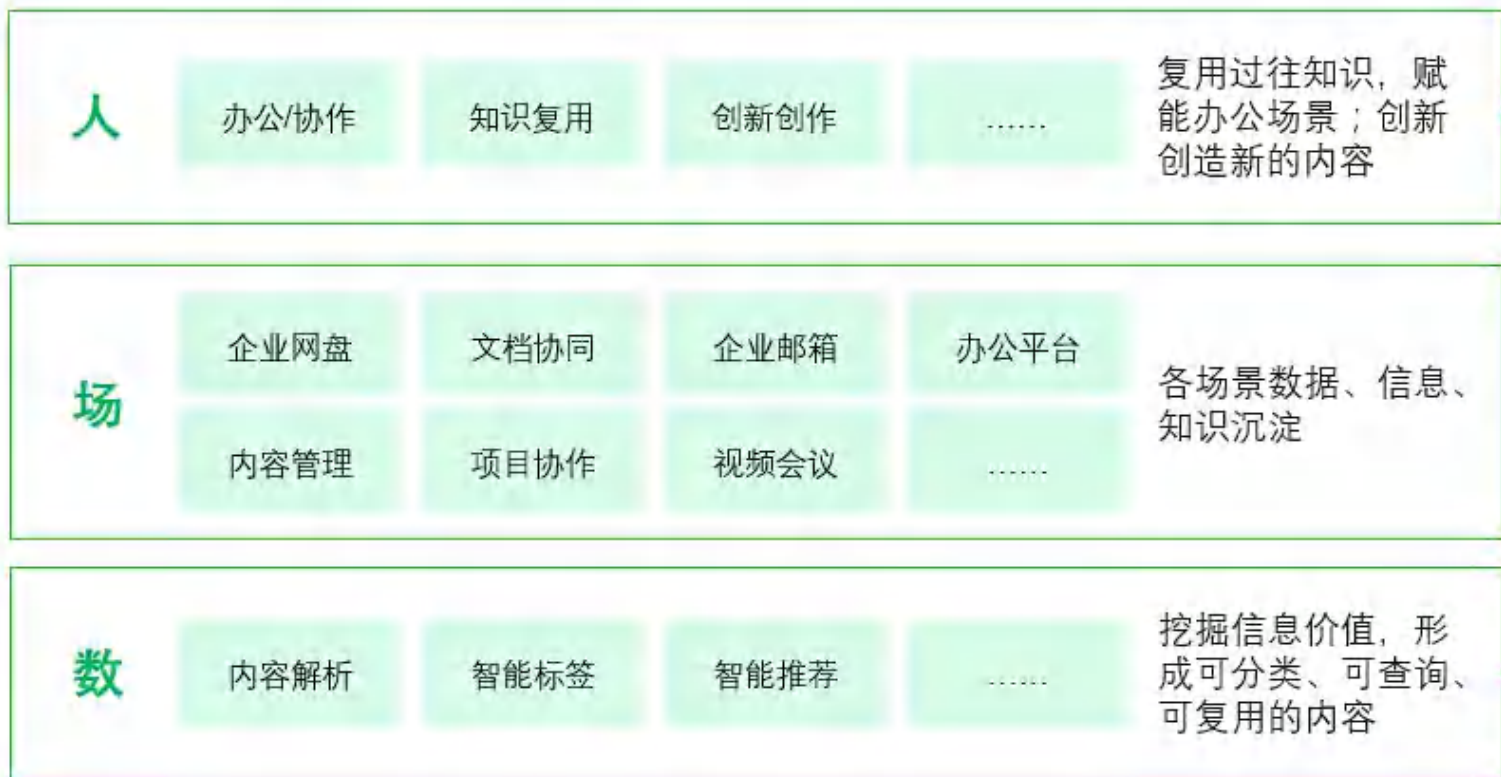 人
办公/协作
知识复用
创新创作
......
复用过往知识，赋
能办公场景；创新
创造新的内容
场
企业网盘
文档协同
企业邮箱
办公平台
内容管理
项目协作
视频会议
......
各场景数据、信息、
知识沉淀
数
内容解析
智能标签
智能推荐
......
挖掘信息价值，形
成可分类、可查询、
可复用的内容